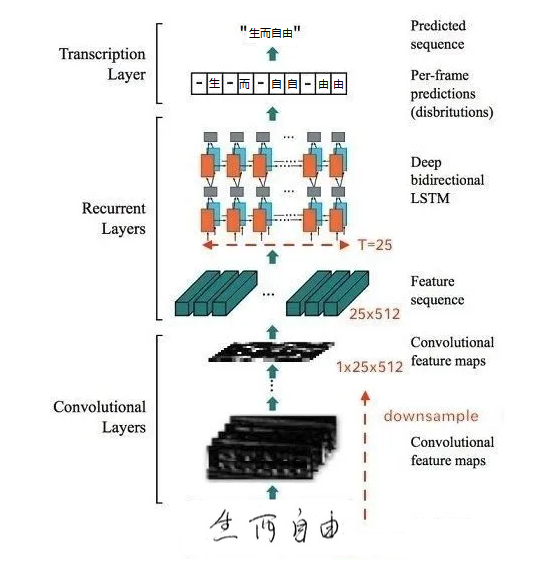 "生而自由"
Predicted sequence
Transcription Layer
-生-而-自自-由由
Per-frame predictions (disbritutions)
...
...
Recurrent Layers
Deep bidirectional LSTM
T=25
...
Feature sequence
25x512
Convolutional feature maps
1x25x512
...
Convolutional Layers
downsample
Convolutional feature maps
生而自由